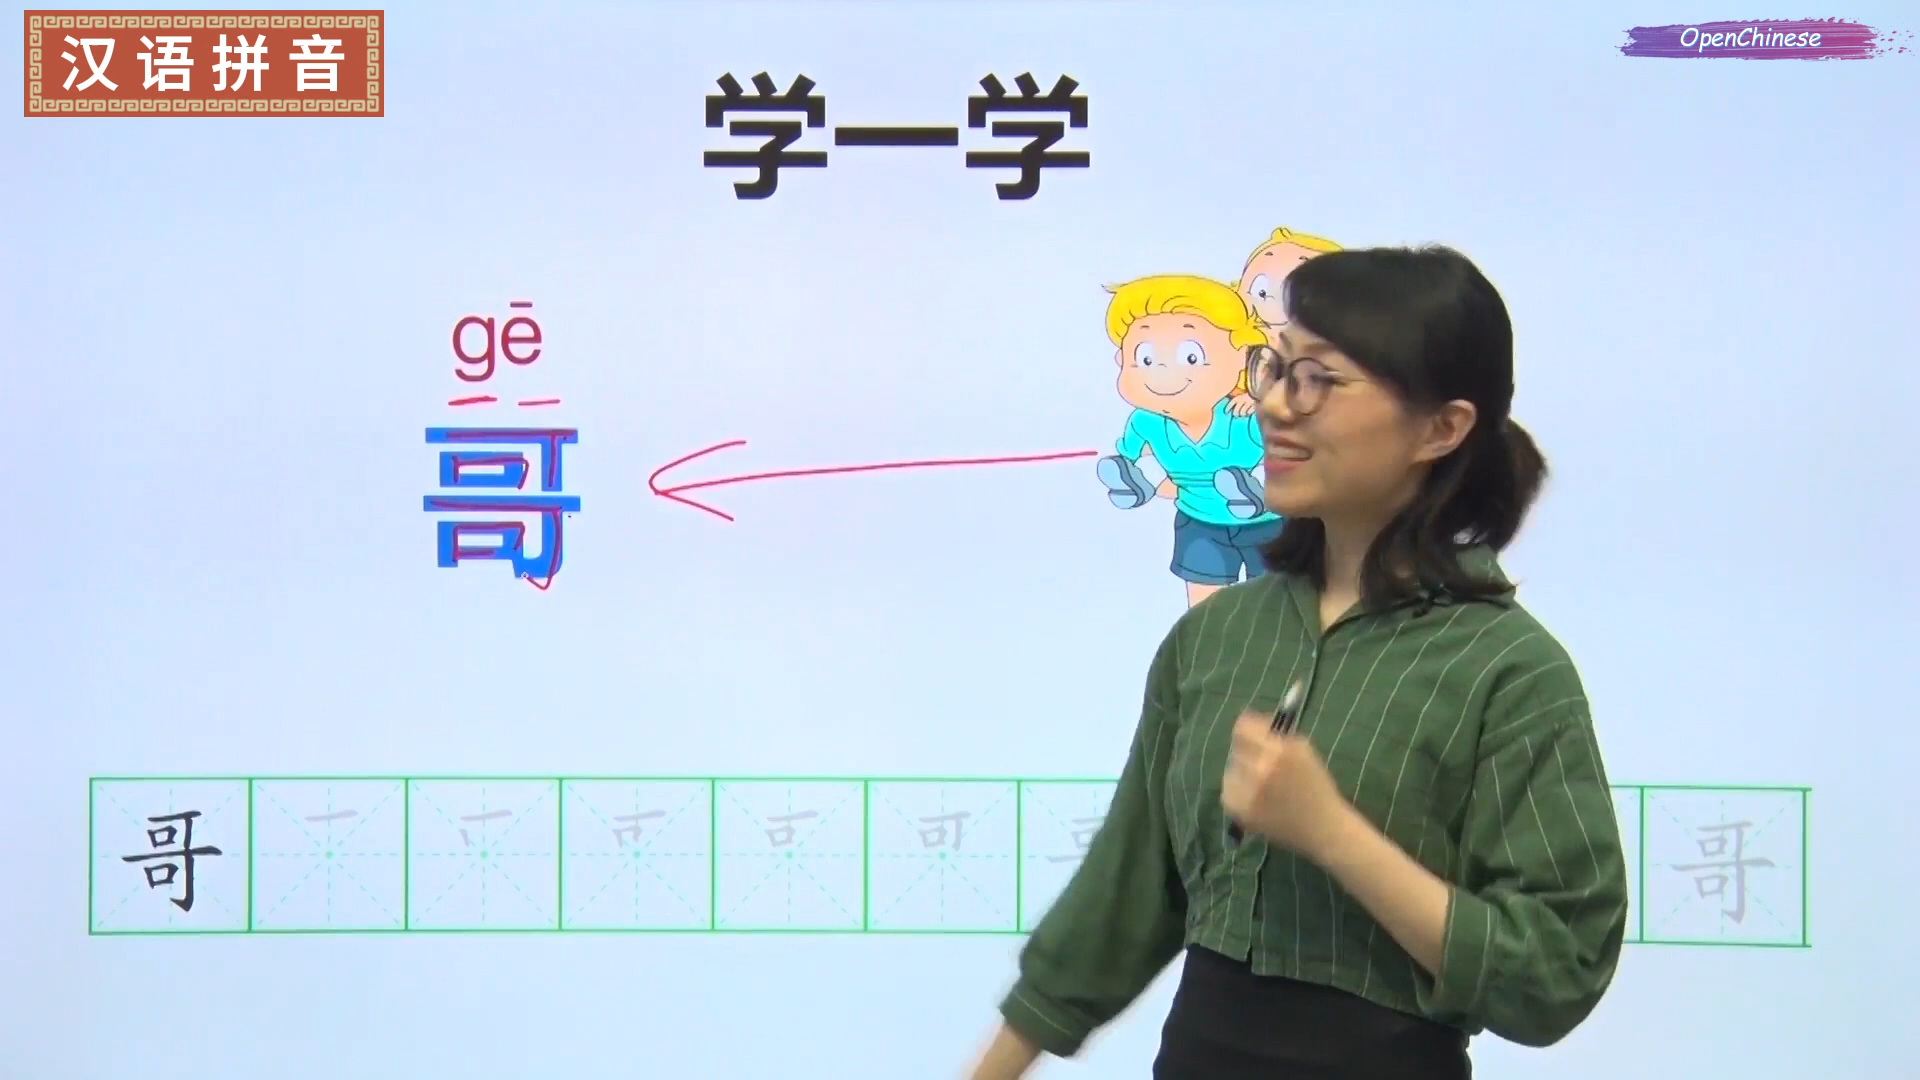 汉语拼音
OpenChinese
学一学
gē
哥
哥 哥